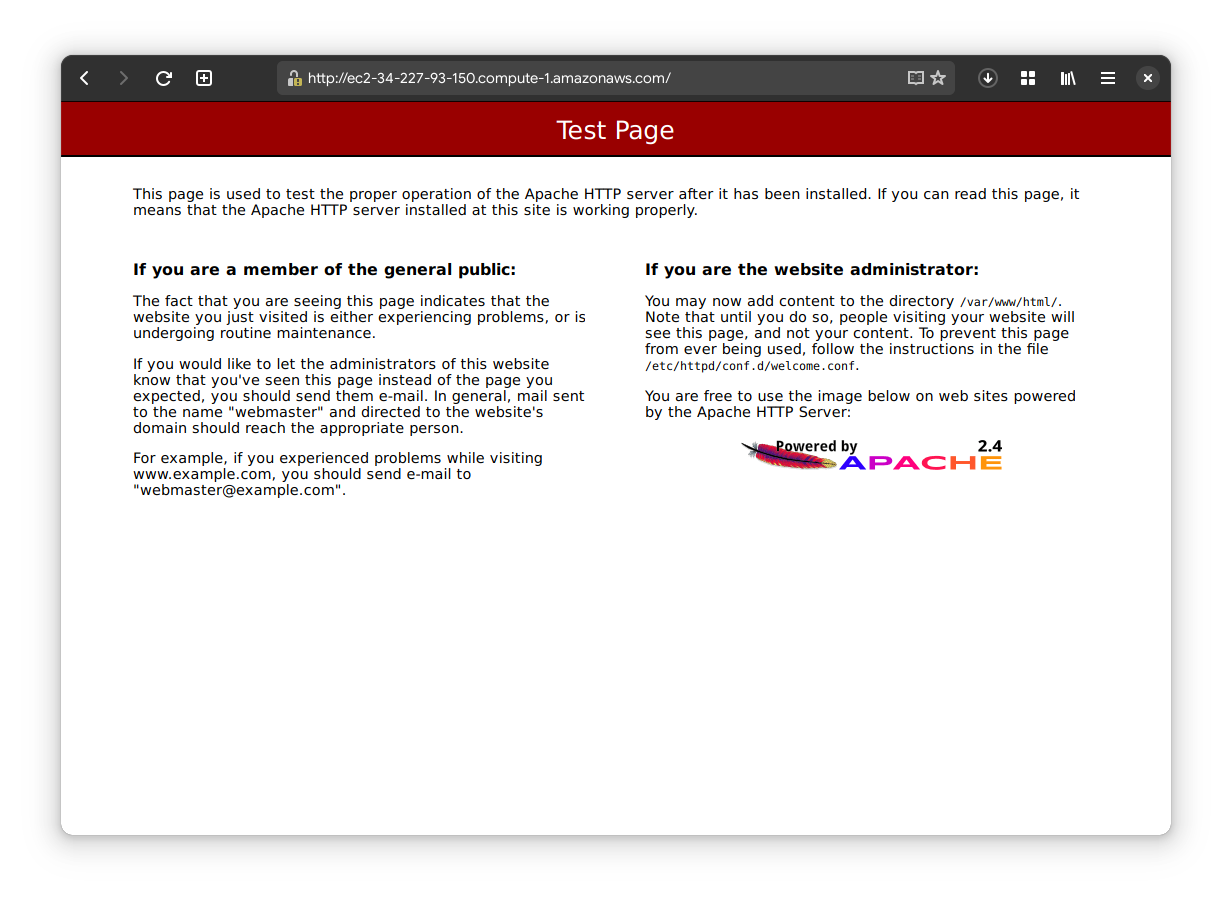 http://ec2-34-227-93-150.compute-1.amazonaws.com/
Test Page
This page is used to test the proper operation of the Apache HTTP server after it has been installed. If you can read this page, it
means that the Apache HTTP server installed at this site is working properly.
If you are a member of the general public:
The fact that you are seeing this page indicates that the
website you just visited is either experiencing problems, or is
undergoing routine maintenance.
If you would like to let the administrators of this website
know that you've seen this page instead of the page you
expected, you should send them e-mail. In general, mail sent
to the name "webmaster" and directed to the website's
domain should reach the appropriate person.
For example, if you experienced problems while visiting
www.example.com, you should send e-mail to
"webmaster@example.com".
If you are the website administrator:
You may now add content to the directory /var/www/html/.
Note that until you do so, people visiting your website will
see this page, and not your content. To prevent this page
from ever being used, follow the instructions in the file
/etc/httpd/conf.d/welcome.conf.
You are free to use the image below on web sites powered
by the Apache HTTP Server:
Powered by 2.4
APACHE